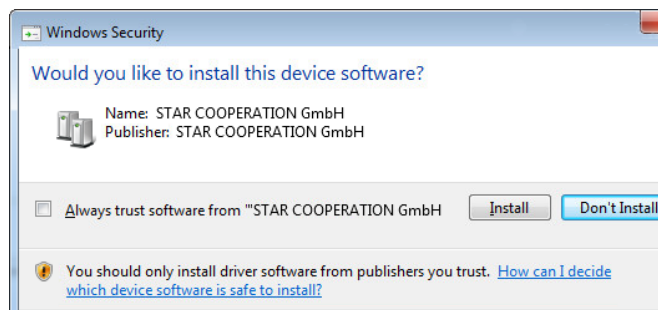 Windows Security
Would you like to install this device software?
Name: STAR COOPERATION GmbH
Publisher: STAR COOPERATION GmbH
Always trust software from "'STAR COOPERATION GmbH Install Don't Install
You should only install driver software from publishers you trust. How can I decide
which device software is safe to install?